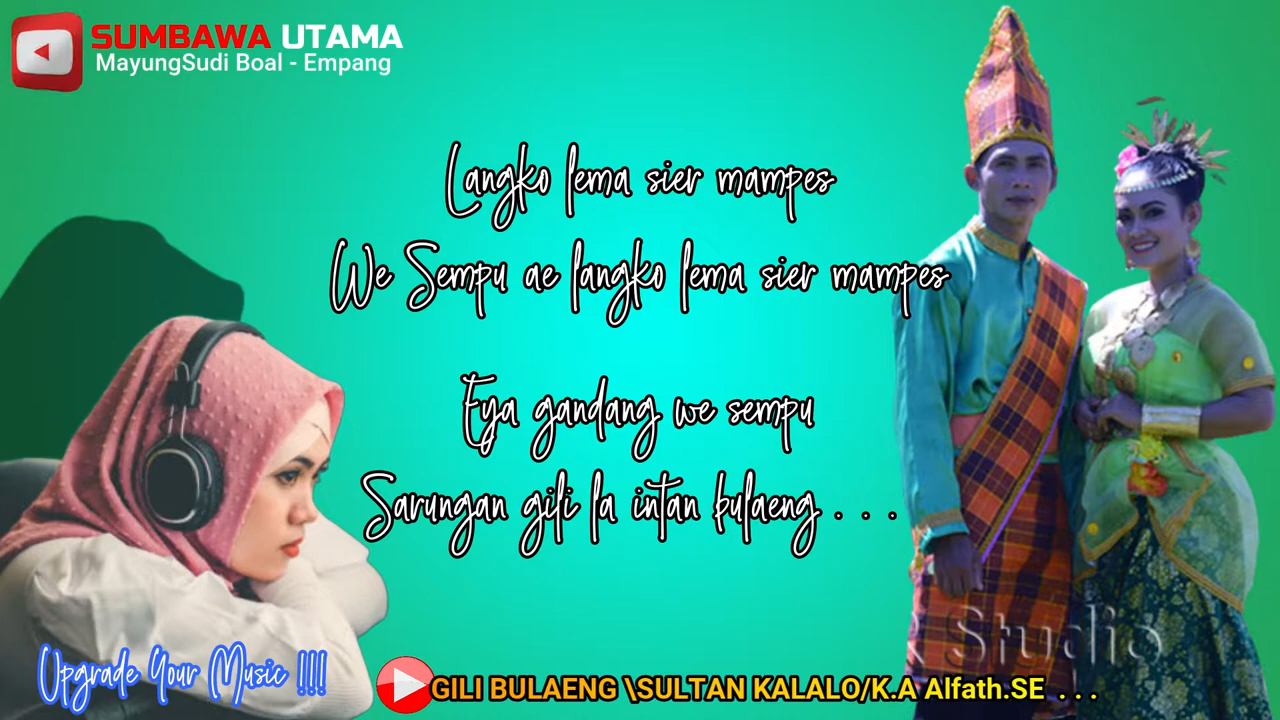 SUMBAWA UTAMA
MayungSudi Boal - Empang
Langko lema sier mampes
We Sempu ae langko lema sier mampes
Eya gandang we sempu
Sarungan gili la intan bulaeng . . .
Studio
Upgrade Your Music !!!
GILI BULAENG \SULTAN KALALO/K.A Alfath.SE . . .